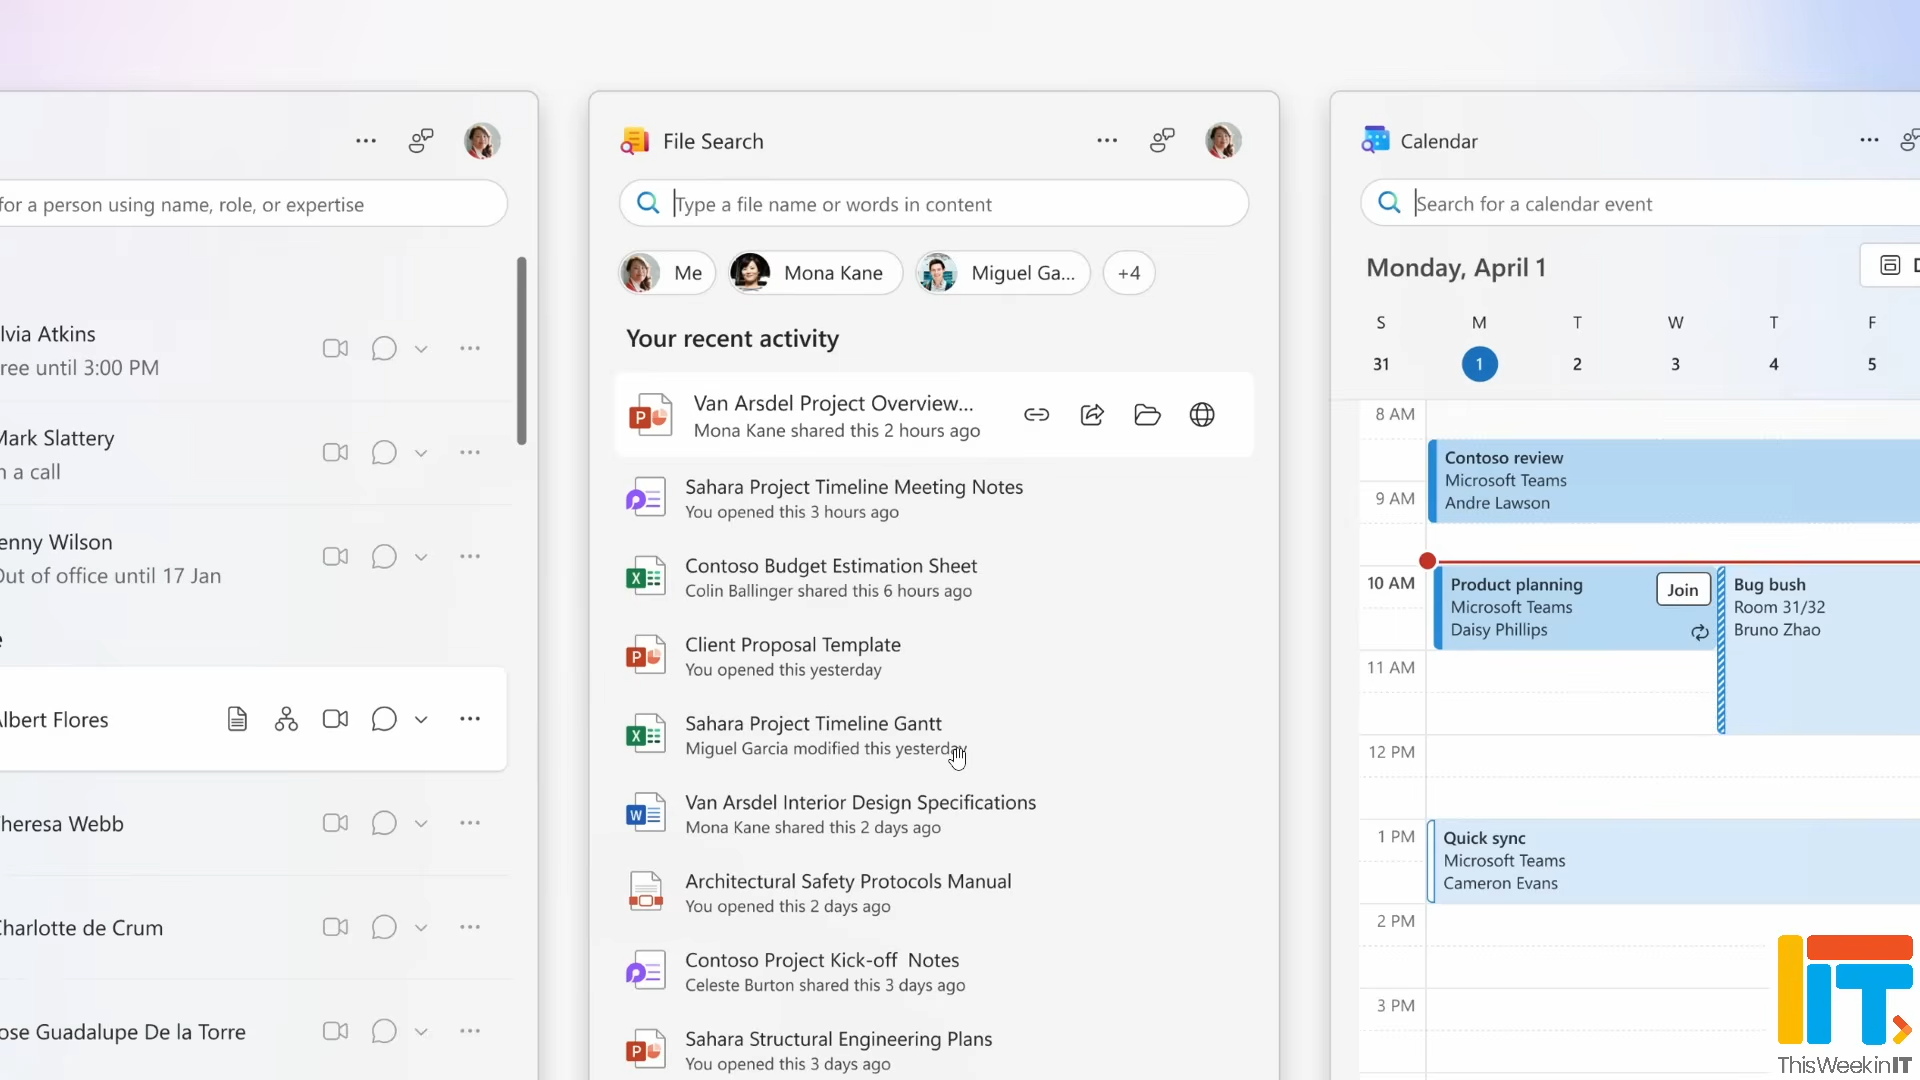 for a person using name, role, or expertise
lvia Atkins
ree until 3:00 PM
Mark Slattery
n a call
enny Wilson
Out of office until 17 Jan
e
lbert Flores
heresa Webb
Charlotte de Crum
ose Guadalupe De la Torre
File Search
Type a file name or words in content
Me
Mona Kane
Miguel Ga...
+4
Your recent activity
Van Arsdel Project Overview...
Mona Kane shared this 2 hours ago
Sahara Project Timeline Meeting Notes
You opened this 3 hours ago
Contoso Budget Estimation Sheet
Colin Ballinger shared this 6 hours ago
Client Proposal Template
You opened this yesterday
Sahara Project Timeline Gantt
Miguel Garcia modified this yesterday
Van Arsdel Interior Design Specifications
Mona Kane shared this 2 days ago
Architectural Safety Protocols Manual
You opened this 2 days ago
Contoso Project Kick-off Notes
Celeste Burton shared this 3 days ago
Sahara Structural Engineering Plans
You opened this 3 days ago
Calendar
Search for a calendar event
Monday, April 1
D
S M T W T F
31 1 2 3 4 5
8 AM
Contoso review
Microsoft Teams
9 AM
Andre Lawson
10 AM
Product planning
Microsoft Teams
Daisy Phillips
Join
Bug bush
Room 31/32
Bruno Zhao
11 AM
12 PM
1 PM
Quick sync
Microsoft Teams
Cameron Evans
2 PM
3 PM
IT
ThisWeekinIT